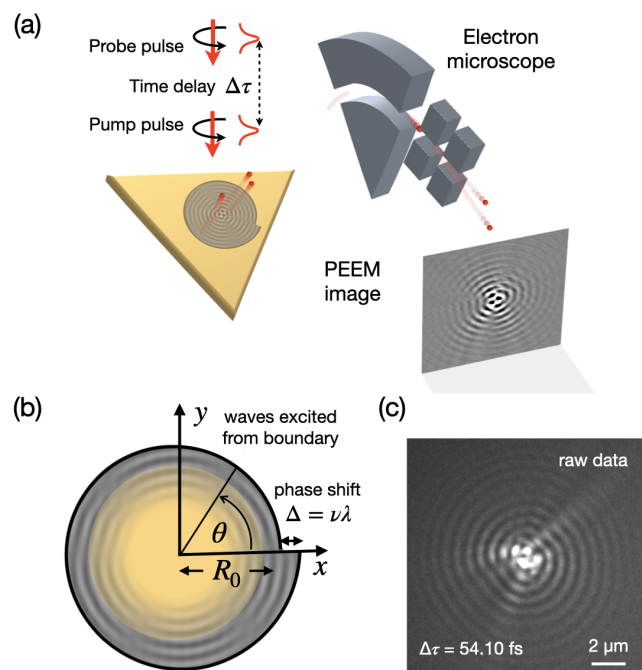 (a)
Probe pulse
Time delay Δτ
Pump pulse
Electron
microscope
PEEM
image
(b)
y
waves excited
from boundary
phase shift
Δ = νλ
θ
R₀
x
(c)
raw data
Δτ = 54.10 fs
2 μm